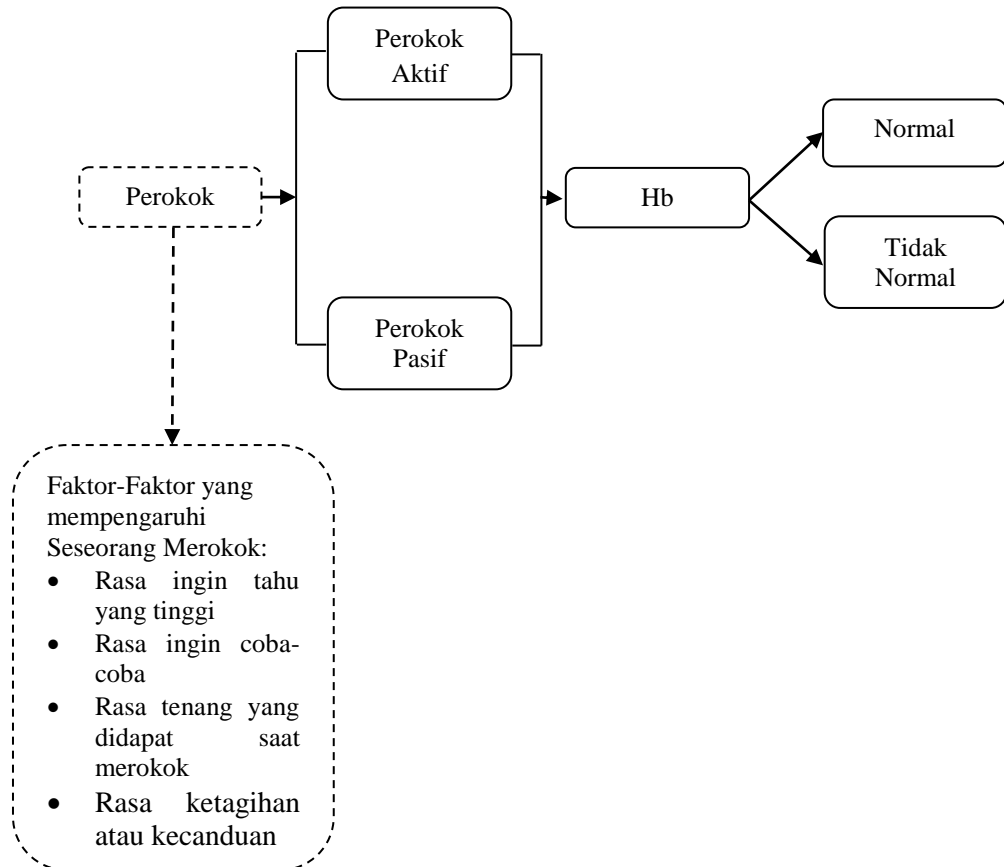 Perokok
Aktif
Normal
Perokok
Hb
Tidak
Normal
Perokok
Pasif
Faktor-Faktor yang
mempengaruhi
Seseorang Merokok:
• Rasa ingin tahu
yang tinggi
• Rasa ingin coba-
coba
• Rasa tenang yang
didapat saat
merokok
• Rasa ketagihan
atau kecanduan